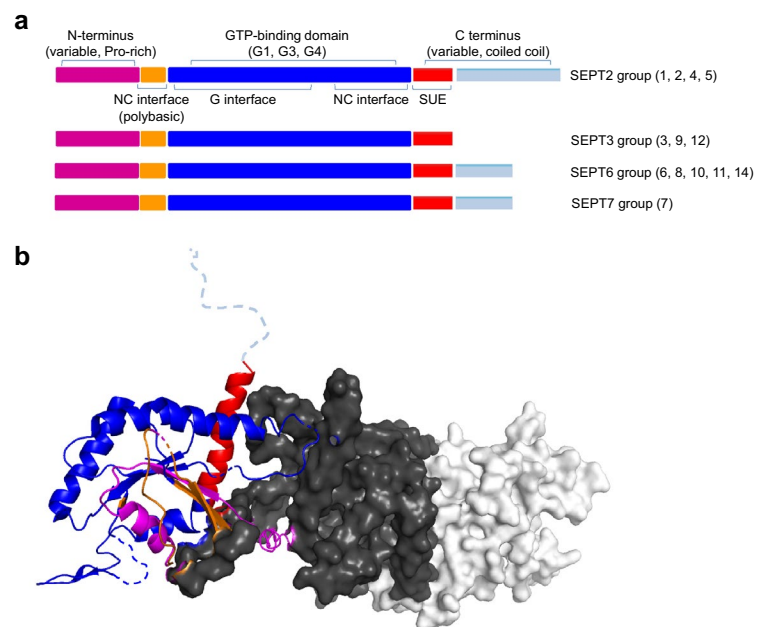 a
N-terminus
(variable, Pro-rich)
GTP-binding domain
(G1, G3, G4)
C terminus
(variable, coiled coil)
SEPT2 group (1, 2, 4, 5)
NC interface
(polybasic)
G interface
NC interface
SUE
SEPT3 group (3, 9, 12)
SEPT6 group (6, 8, 10, 11, 14)
SEPT7 group (7)
b